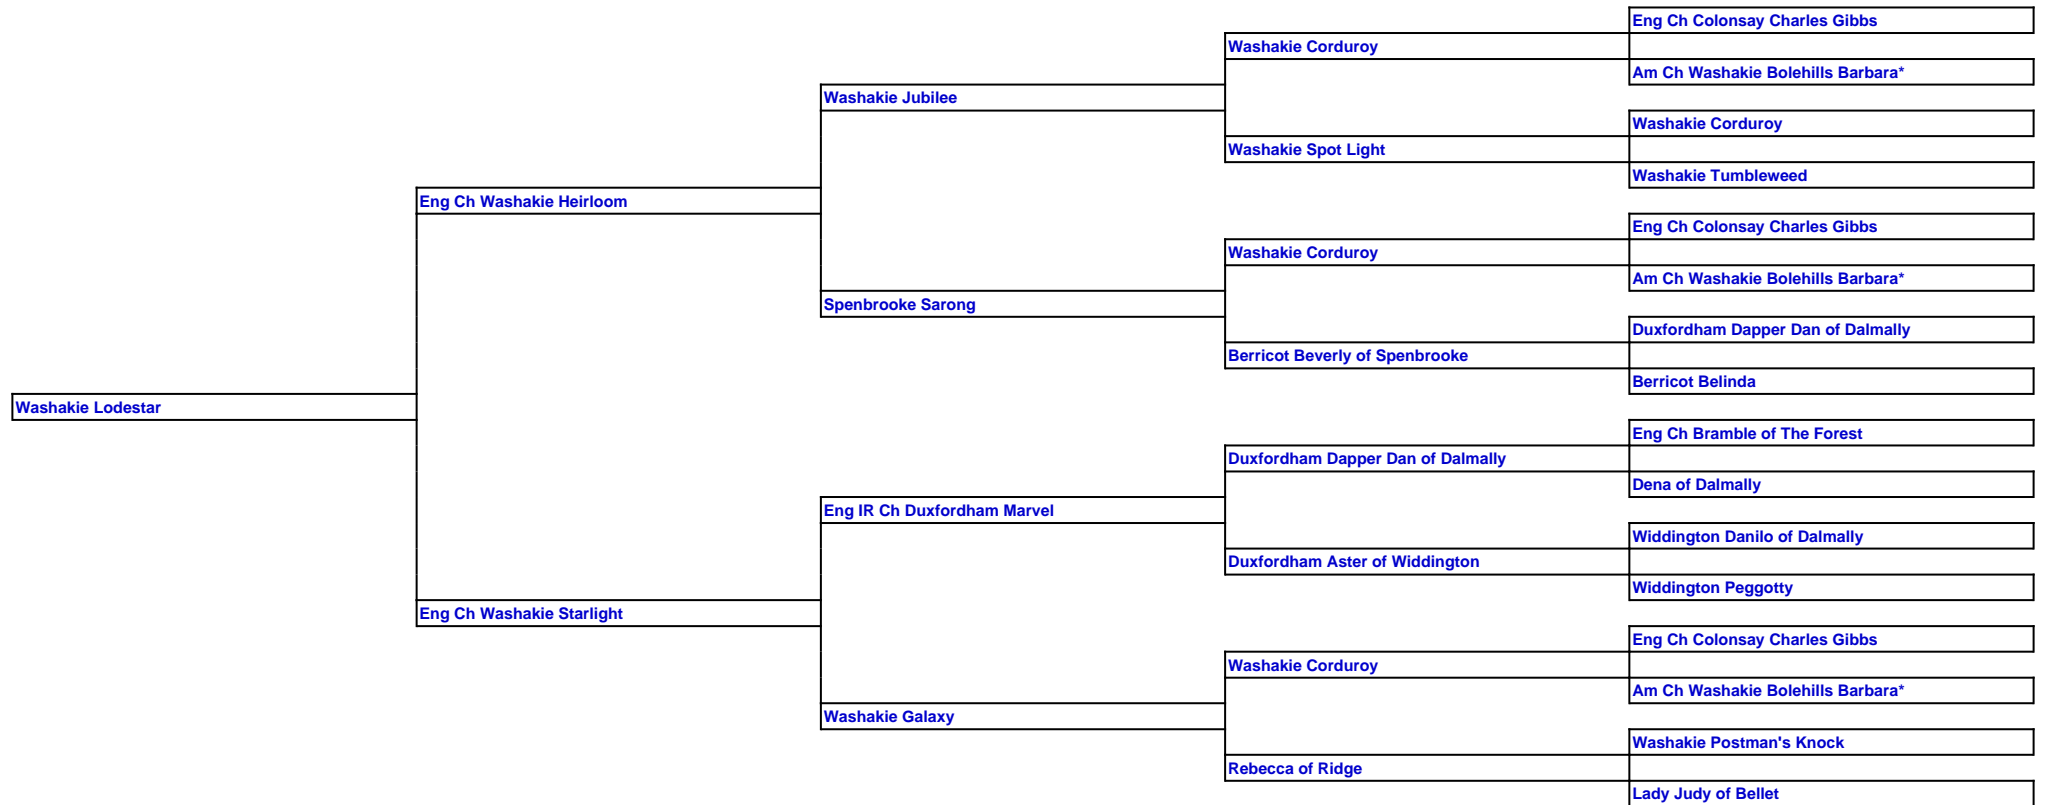 Eng Ch Colonsay Charles Gibbs
Washakie Corduroy
Am Ch Washakie Bolehills Barbara*
Washakie Jubilee
Washakie Corduroy
Washakie Spot Light
Washakie Tumbleweed
Eng Ch Washakie Heirloom
Eng Ch Colonsay Charles Gibbs
Washakie Corduroy
Am Ch Washakie Bolehills Barbara*
Spenbrooke Sarong
Duxfordham Dapper Dan of Dalmally
Berricot Beverly of Spenbrooke
Berricot Belinda
Washakie Lodestar
Eng Ch Bramble of The Forest
Duxfordham Dapper Dan of Dalmally
Dena of Dalmally
Eng IR Ch Duxfordham Marvel
Widdington Danilo of Dalmally
Duxfordham Aster of Widdington
Widdington Peggotty
Eng Ch Washakie Starlight
Eng Ch Colonsay Charles Gibbs
Washakie Corduroy
Am Ch Washakie Bolehills Barbara*
Washakie Galaxy
Washakie Postman's Knock
Rebecca of Ridge
Lady Judy of Bellet